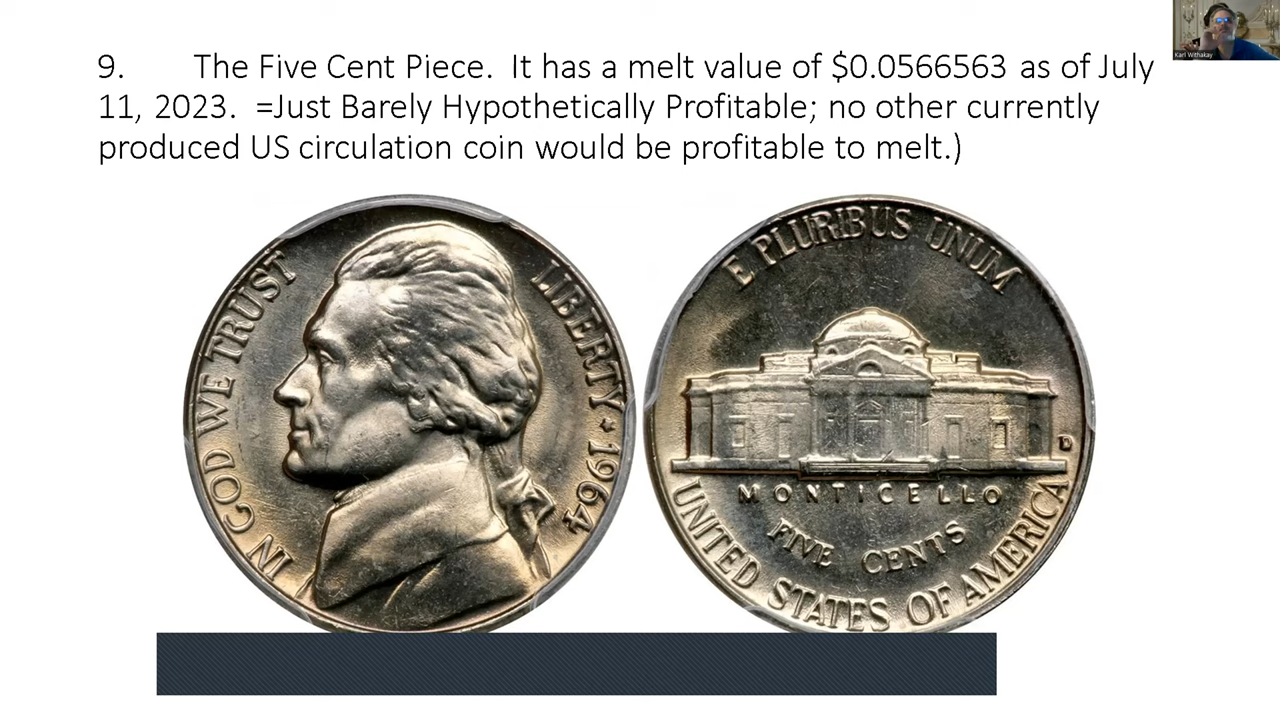 9. The Five Cent Piece. It has a melt value of $0.0566563 as of July
11, 2023. =Just Barely Hypothetically Profitable; no other currently
produced US circulation coin would be profitable to melt.)
Karl Withakay
IN GOD WE TRUST
LIBERTY ★ 1964
E PLURIBUS UNUM
D
MONTICELLO
FIVE CENTS
UNITED STATES OF AMERICA